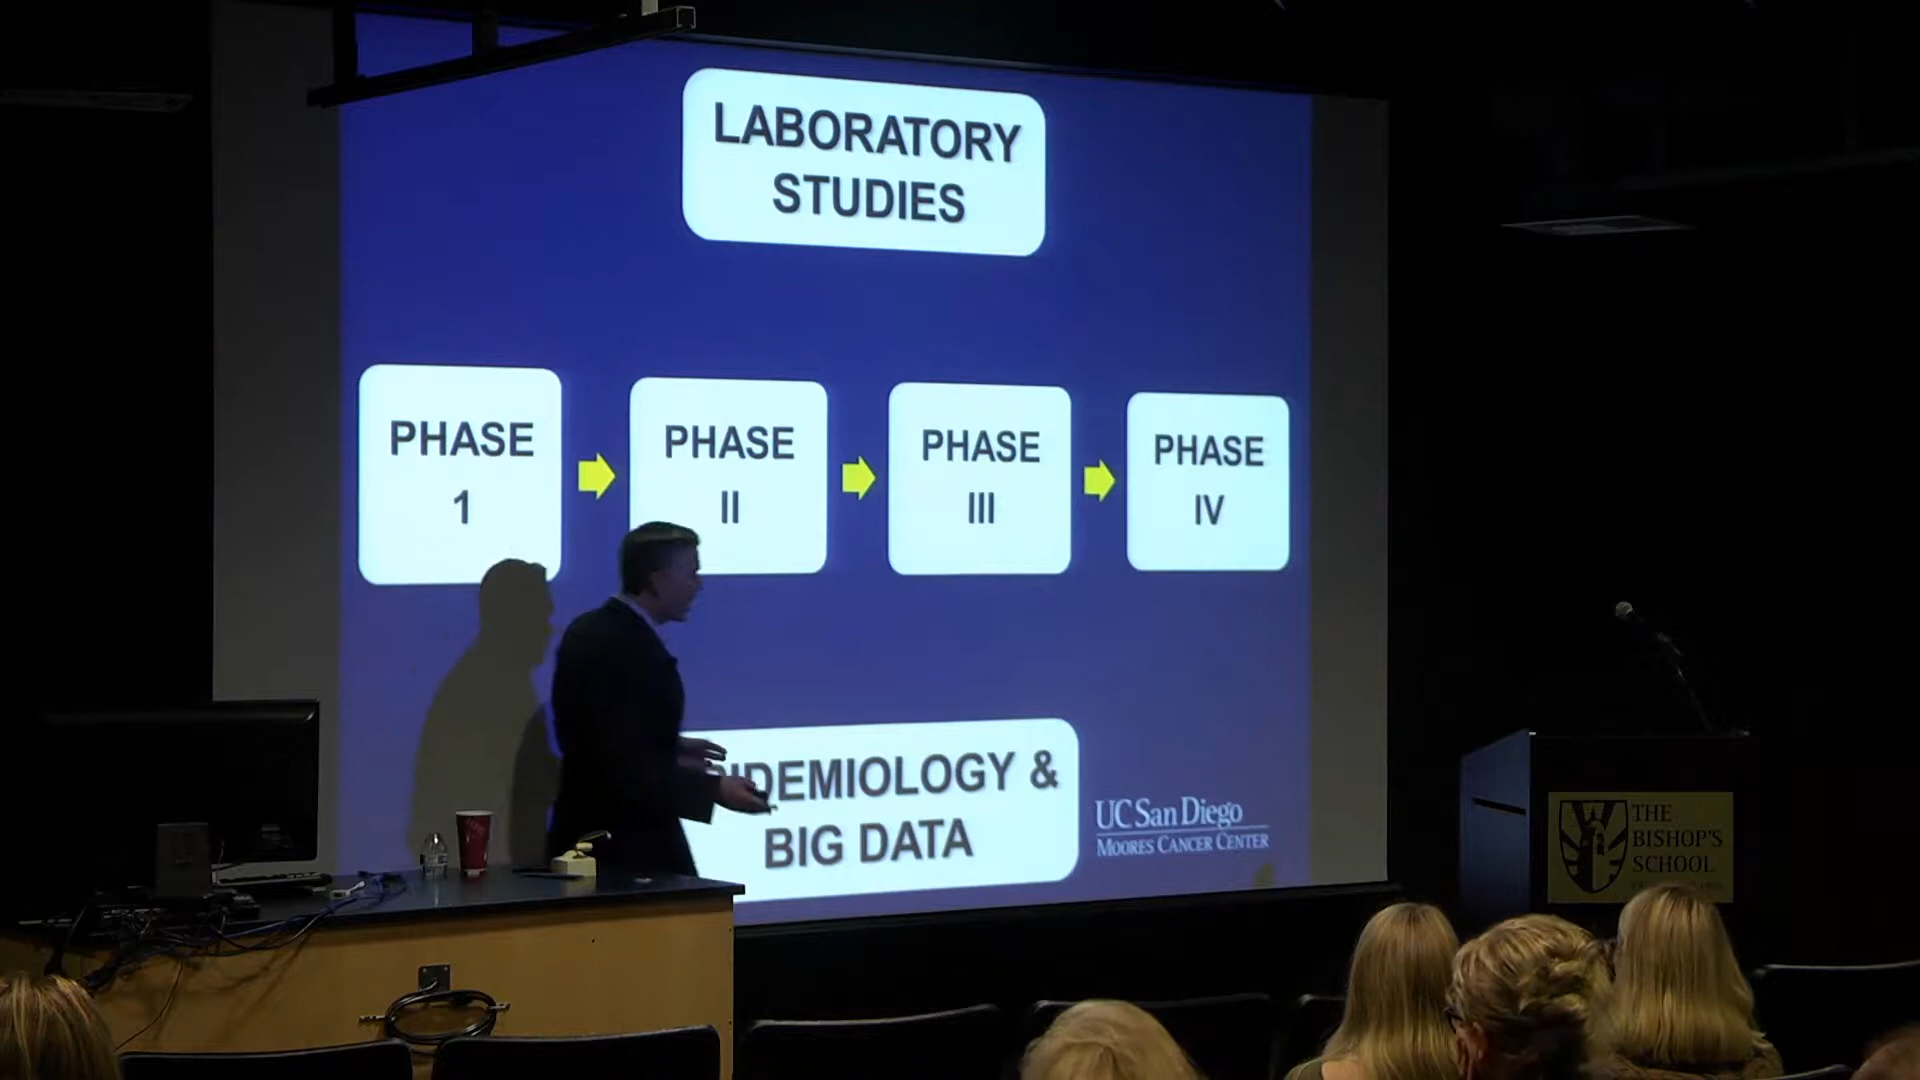 LABORATORY
STUDIES
PHASE
1
PHASE
II
PHASE
III
PHASE
IV
&
BIG DATA
UC San Diego
MOORES CANCER CENTER
THE
BISHOP'S
SCHOOL